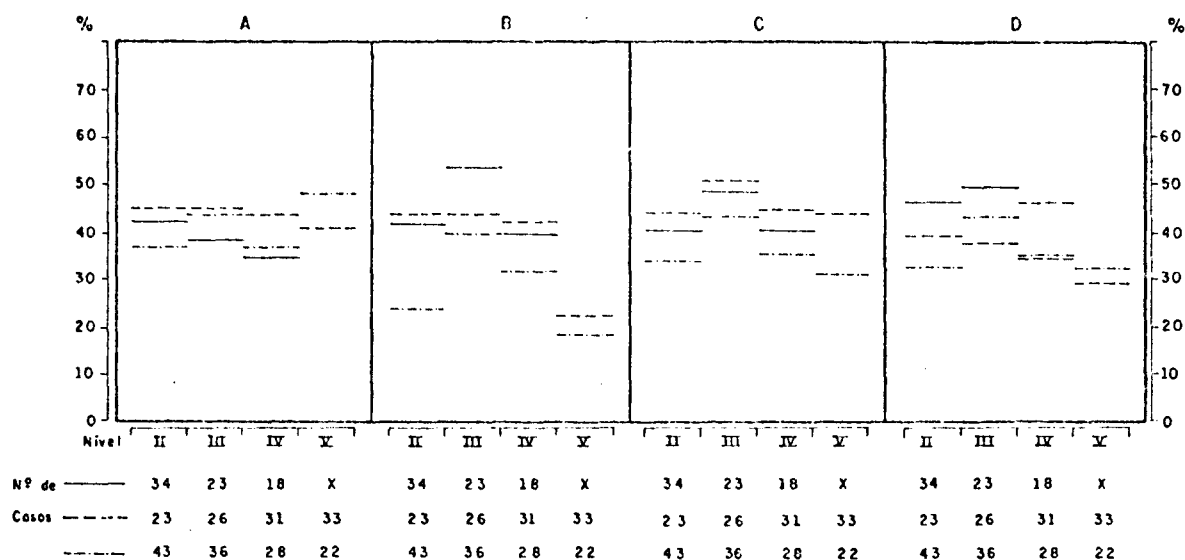 % A B C D %
70 70
60 60
50 50
40 40
30 30
20 20
10 10
0 0
Nível II III IV V II III IV V II III IV V II III IV V
Nº de 34 23 18 X 34 23 18 X 34 23 18 X 34 23 18 X
Casos 23 26 31 33 23 26 31 33 23 26 31 33 23 26 31 33
43 36 28 22 43 36 28 22 43 36 28 22 43 36 28 22